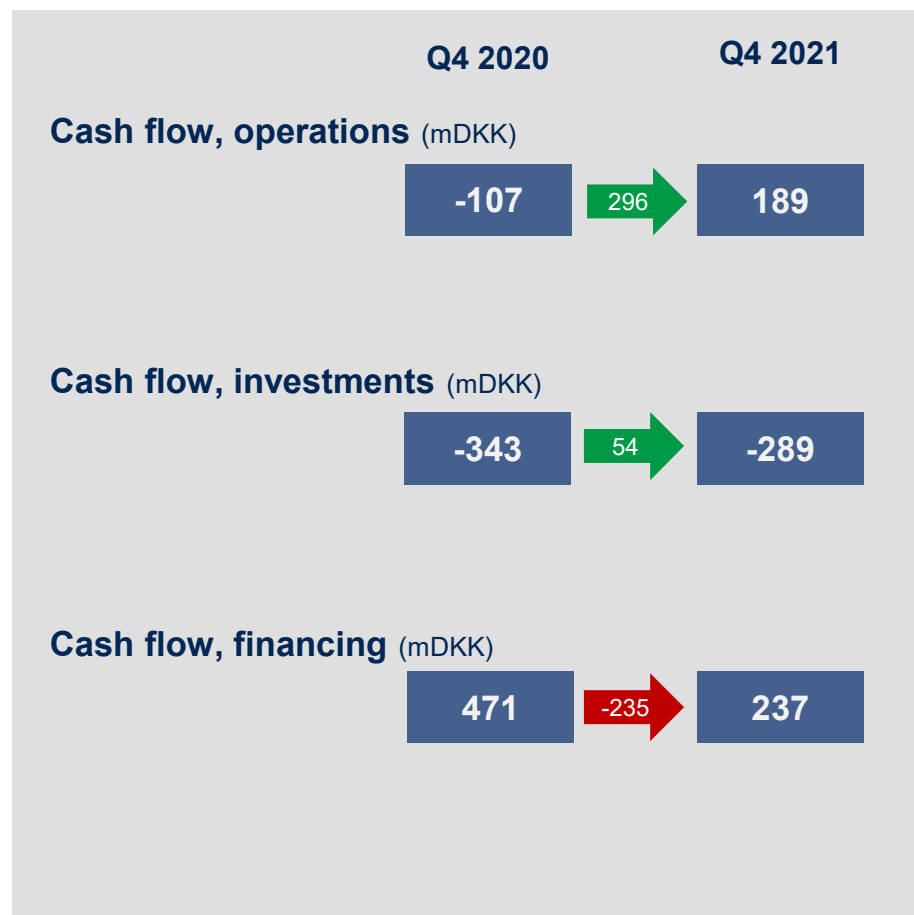 Q4 2020 Q4 2021
Cash flow, operations (mDKK)
-107 296 189
Cash flow, investments (mDKK)
-343 54 -289
Cash flow, financing (mDKK)
471 -235 237